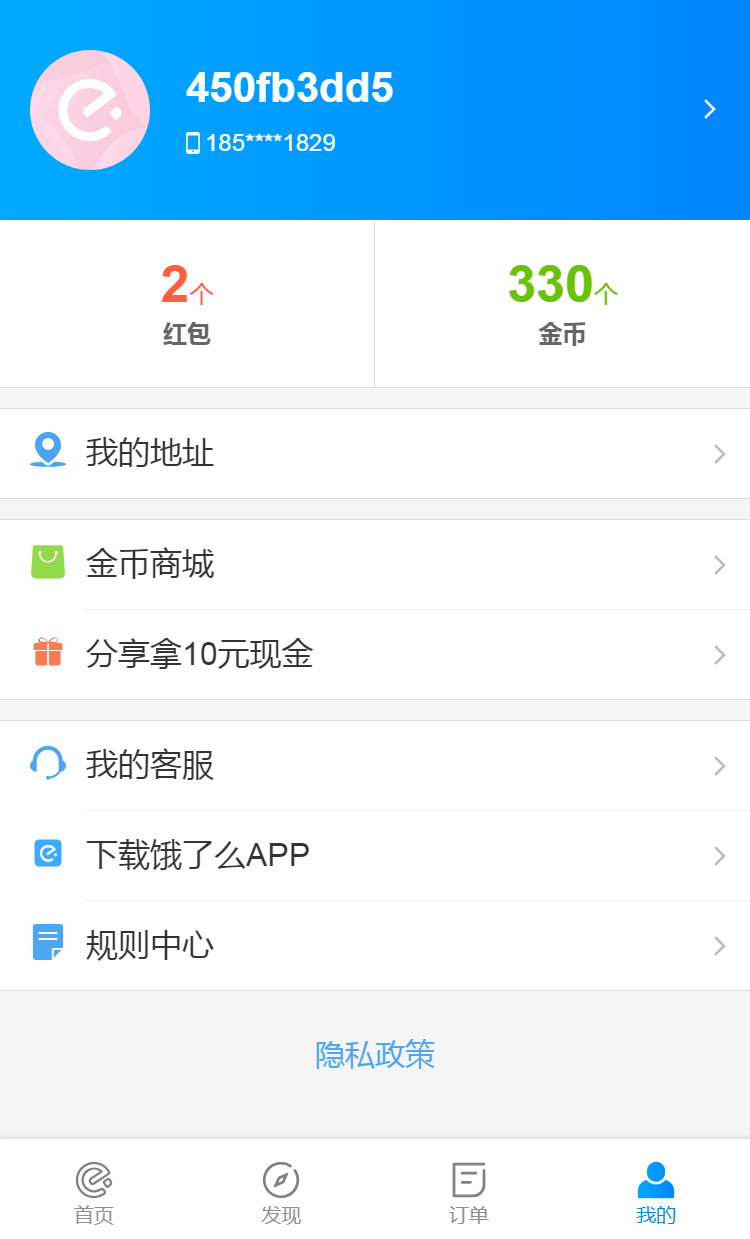 450fb3dd5
185****1829
2个
330个
红包
金币
我的地址
金币商城
分享拿10元现金
我的客服
下载饿了么APP
规则中心
隐私政策
首页
发现
订单
我的